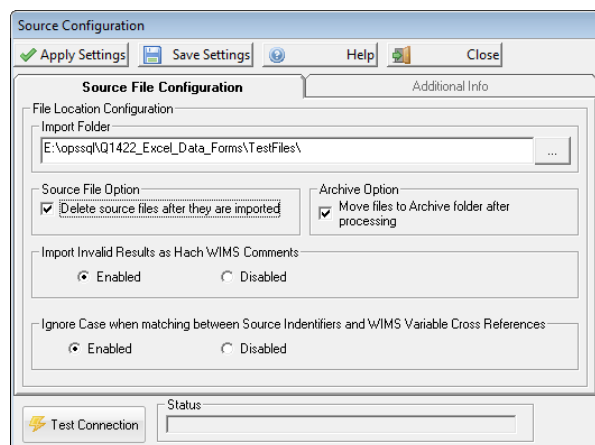 Source Configuration
Apply Settings Save Settings Help Close
Source File Configuration Additional Info
File Location Configuration
Import Folder
E:\opssql\Q1422_Excel_Data_Forms\TestFiles\ ...
Source File Option
Delete source files after they are imported
Archive Option
Move files to Archive folder after
processing
Import Invalid Results as Hach WIMS Comments
Enabled Disabled
Ignore Case when matching between Source Indentifiers and WIMS Variable Cross References
Enabled Disabled
Test Connection
Status